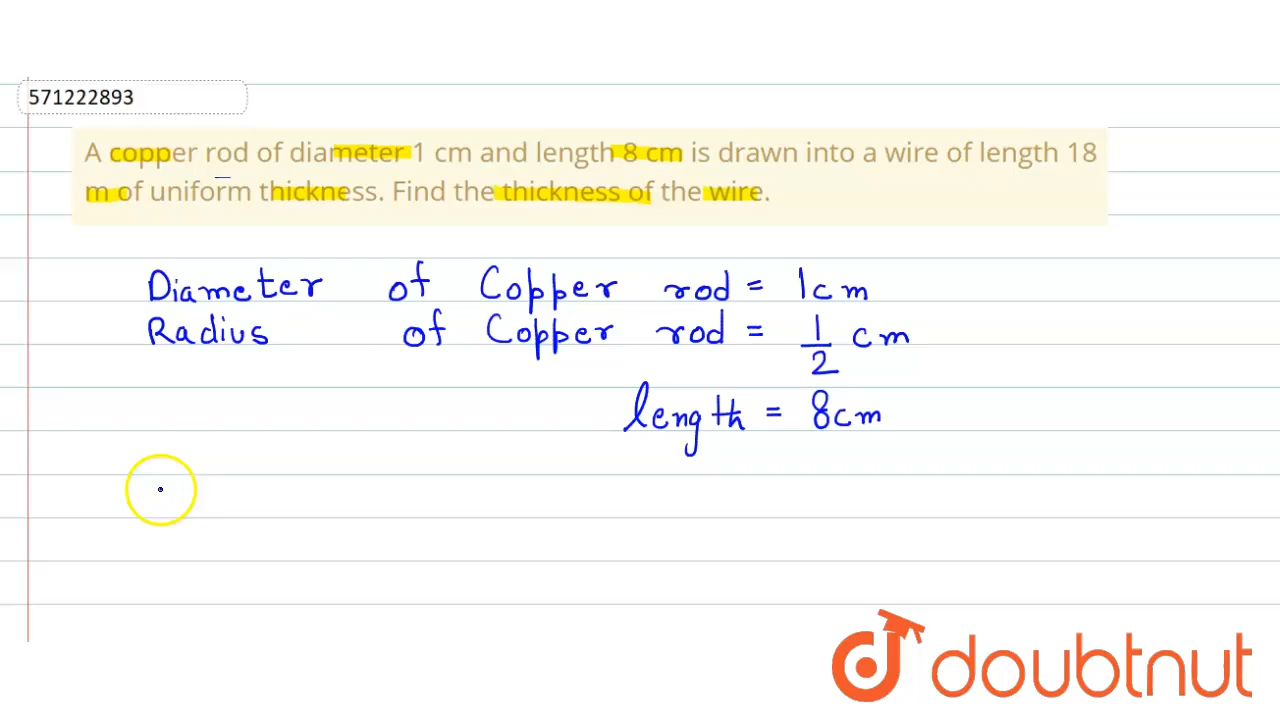 571222893
A copper rod of diameter 1 cm and length 8 cm is drawn into a wire of length 18
m of uniform thickness. Find the thickness of the wire.
Diameter of Copper rod = 1cm
Radius of Copper rod = 1/2 cm
length = 8cm
doubtnut